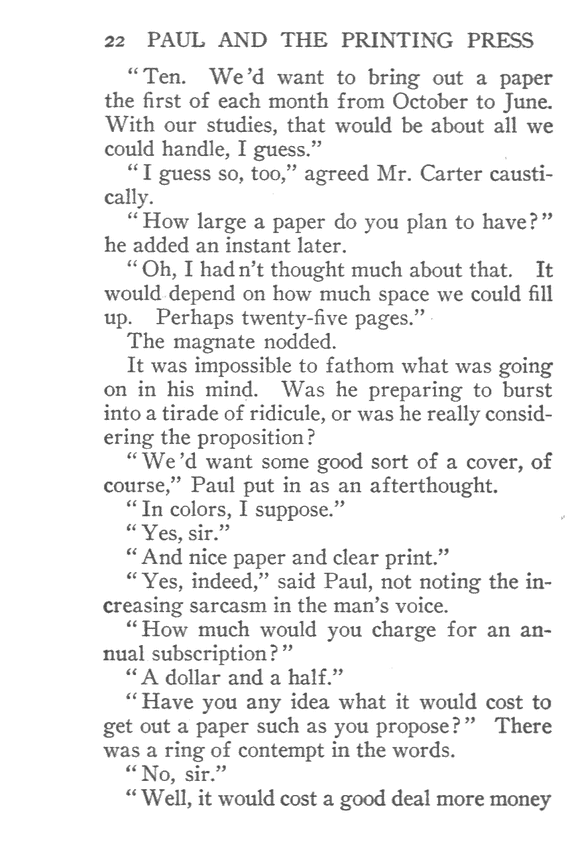 22 PAUL AND THE PRINTING PRESS
“Ten. We’d want to bring out a paper
the first of each month from October to June.
With our studies, that would be about all we
could handle, I guess.”
“I guess so, too,” agreed Mr. Carter causti-
cally.
“How large a paper do you plan to have?”
he added an instant later.
“Oh, I hadn’t thought much about that. It
would depend on how much space we could fill
up. Perhaps twenty-five pages.”
The magnate nodded.
It was impossible to fathom what was going
on in his mind. Was he preparing to burst
into a tirade of ridicule, or was he really consid-
ering the proposition?
“We’d want some good sort of a cover, of
course,” Paul put in as an afterthought.
“In colors, I suppose.”
“Yes, sir.”
“And nice paper and clear print.”
“Yes, indeed,” said Paul, not noting the in-
creasing sarcasm in the man’s voice.
“How much would you charge for an an-
nual subscription?”
“A dollar and a half.”
“Have you any idea what it would cost to
get out a paper such as you propose?” There
was a ring of contempt in the words.
“No, sir.”
“Well, it would cost a good deal more money